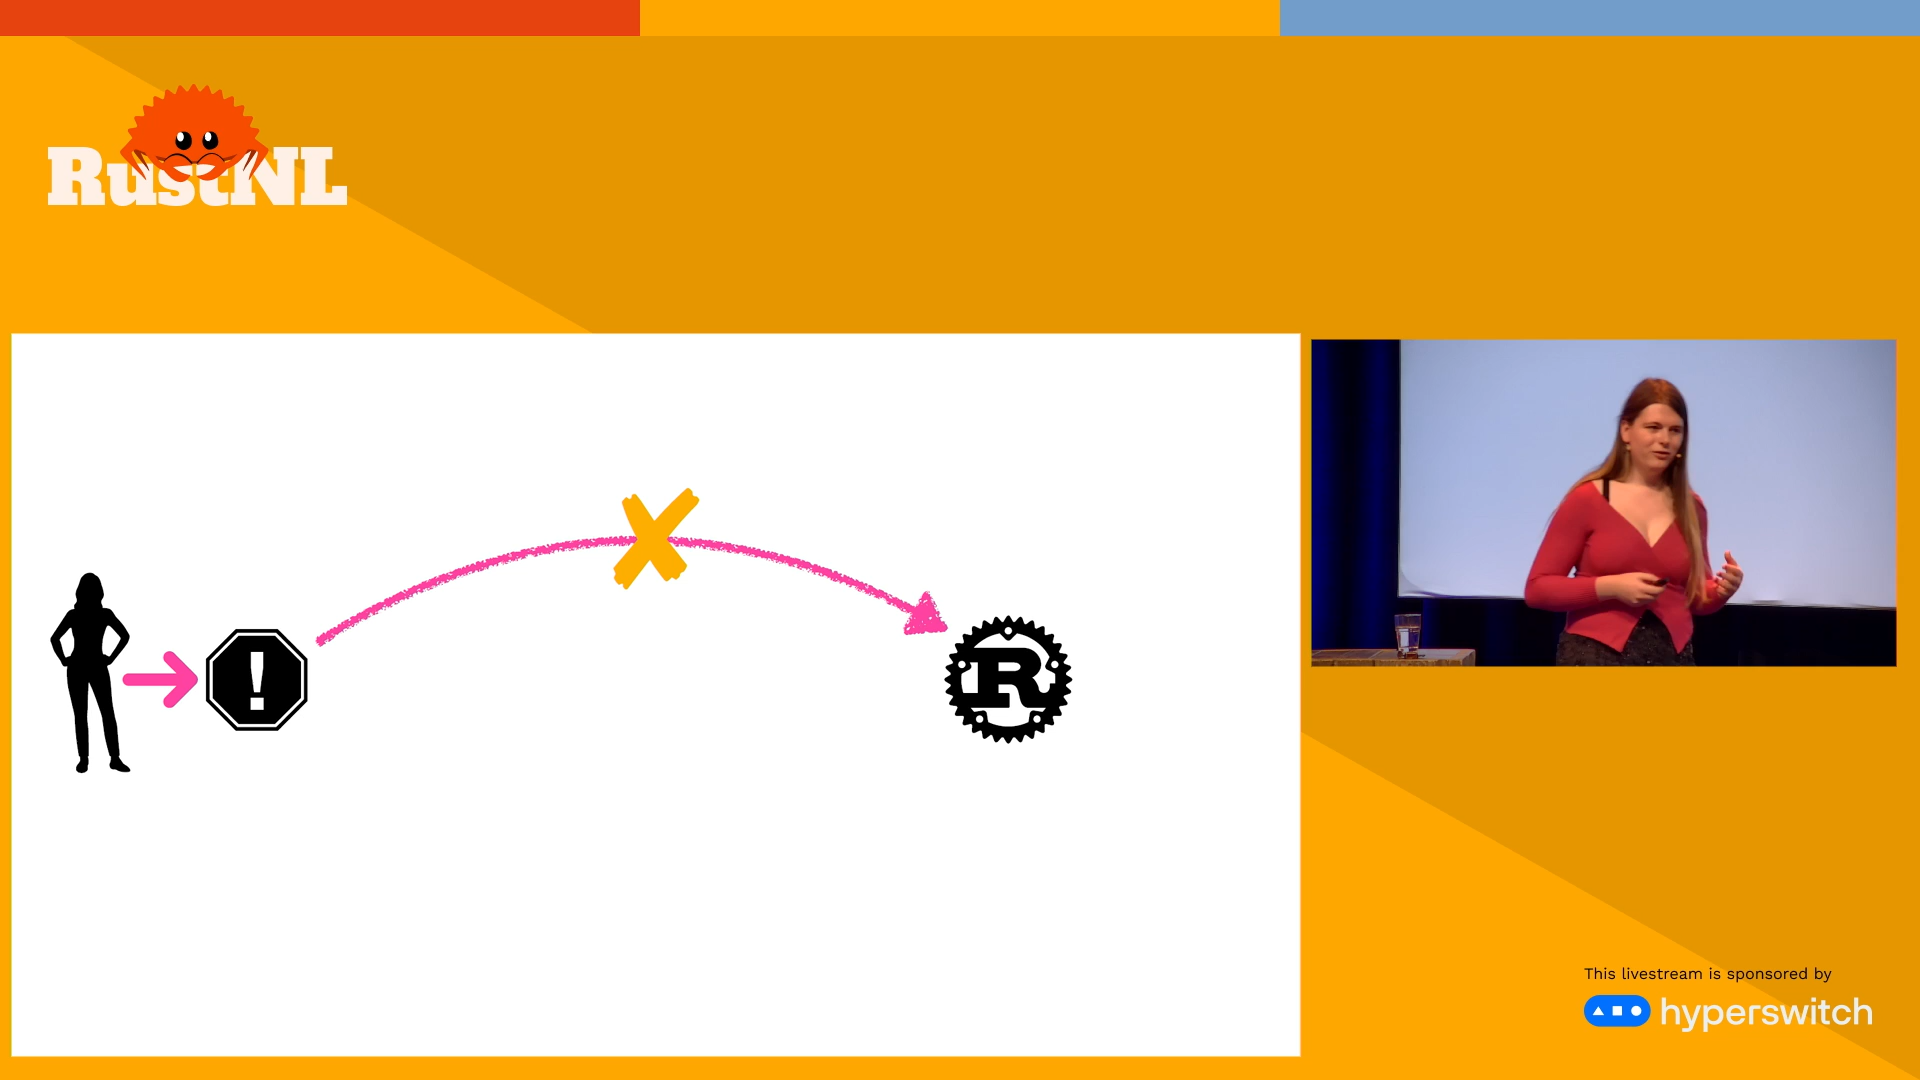 RustNL
!
R
This livestream is sponsored by
hyperswitch